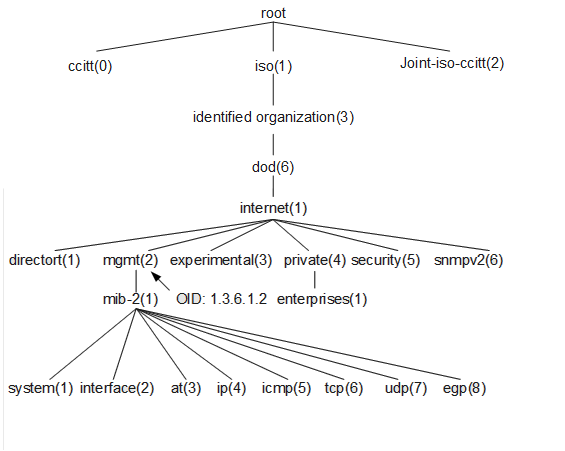 root
ccitt(0) iso(1) Joint-iso-ccitt(2)
identified organization(3)
dod(6)
internet(1)
directort(1) mgmt(2) experimental(3) private(4) security(5) snmpv2(6)
mib-2(1) OID: 1.3.6.1.2 enterprises(1)
system(1) interface(2) at(3) ip(4) icmp(5) tcp(6) udp(7) egp(8)